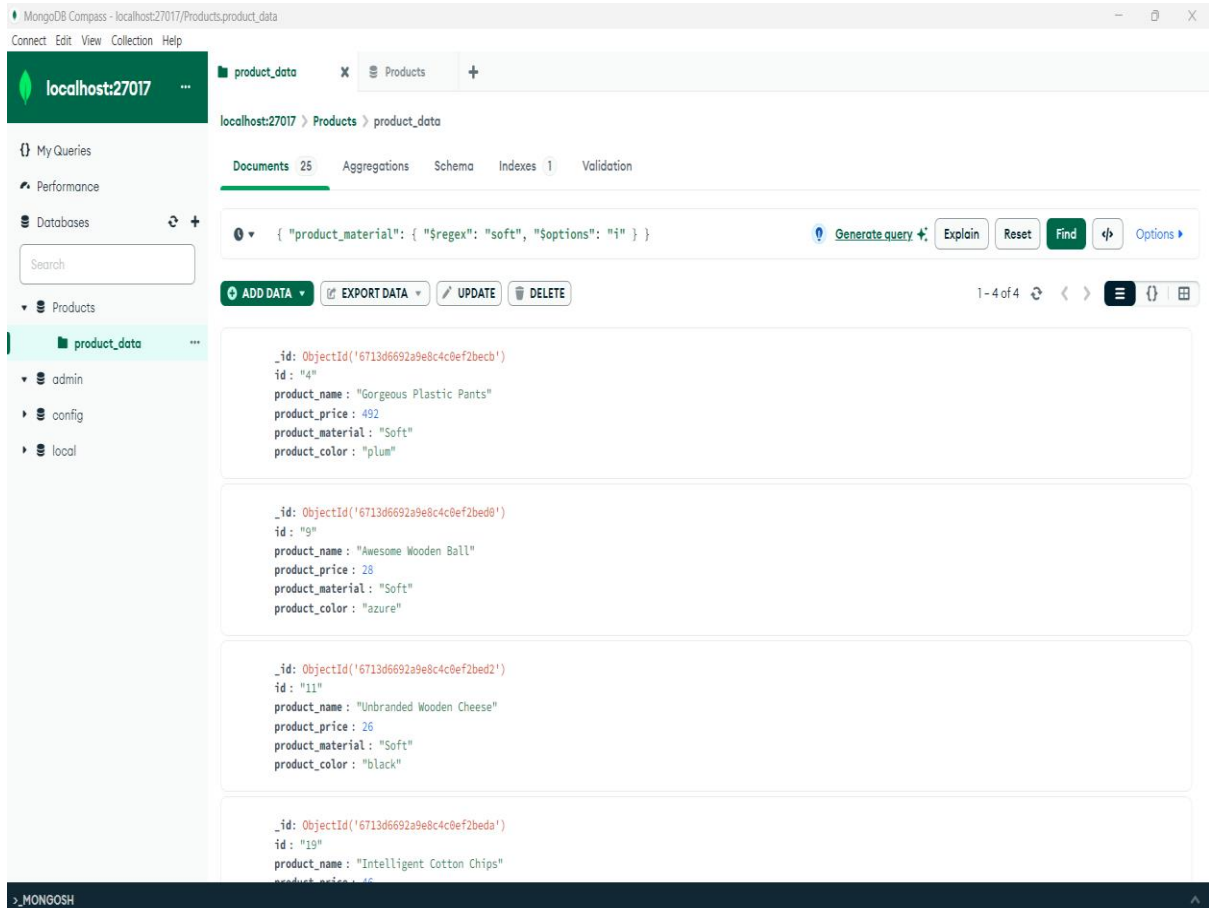 MongoDB Compass - localhost:27017/Products.product_data
Connect Edit View Collection Help
localhost:27017 ...
{} My Queries
Performance
Databases
Search
Products
product_data ...
admin
config
local
product_data X Products +
localhost:27017 > Products > product_data
Documents 25 Aggregations Schema Indexes 1 Validation
{ "product_material": { "$regex": "soft", "$options": "i" } }
Generate query Explain Reset Find </> Options
ADD DATA EXPORT DATA UPDATE DELETE
1 - 4 of 4 {}
_id: ObjectId('6713d6692a9e8c4c0ef2becb')
id : "4"
product_name : "Gorgeous Plastic Pants"
product_price : 492
product_material : "Soft"
product_color : "plum"
_id: ObjectId('6713d6692a9e8c4c0ef2bed0')
id : "9"
product_name : "Awesome Wooden Ball"
product_price : 28
product_material : "Soft"
product_color : "azure"
_id: ObjectId('6713d6692a9e8c4c0ef2bed2')
id : "11"
product_name : "Unbranded Wooden Cheese"
product_price : 26
product_material : "Soft"
product_color : "black"
_id: ObjectId('6713d6692a9e8c4c0ef2beda')
id : "19"
product_name : "Intelligent Cotton Chips"
product_price : 46
>_MONGOSH